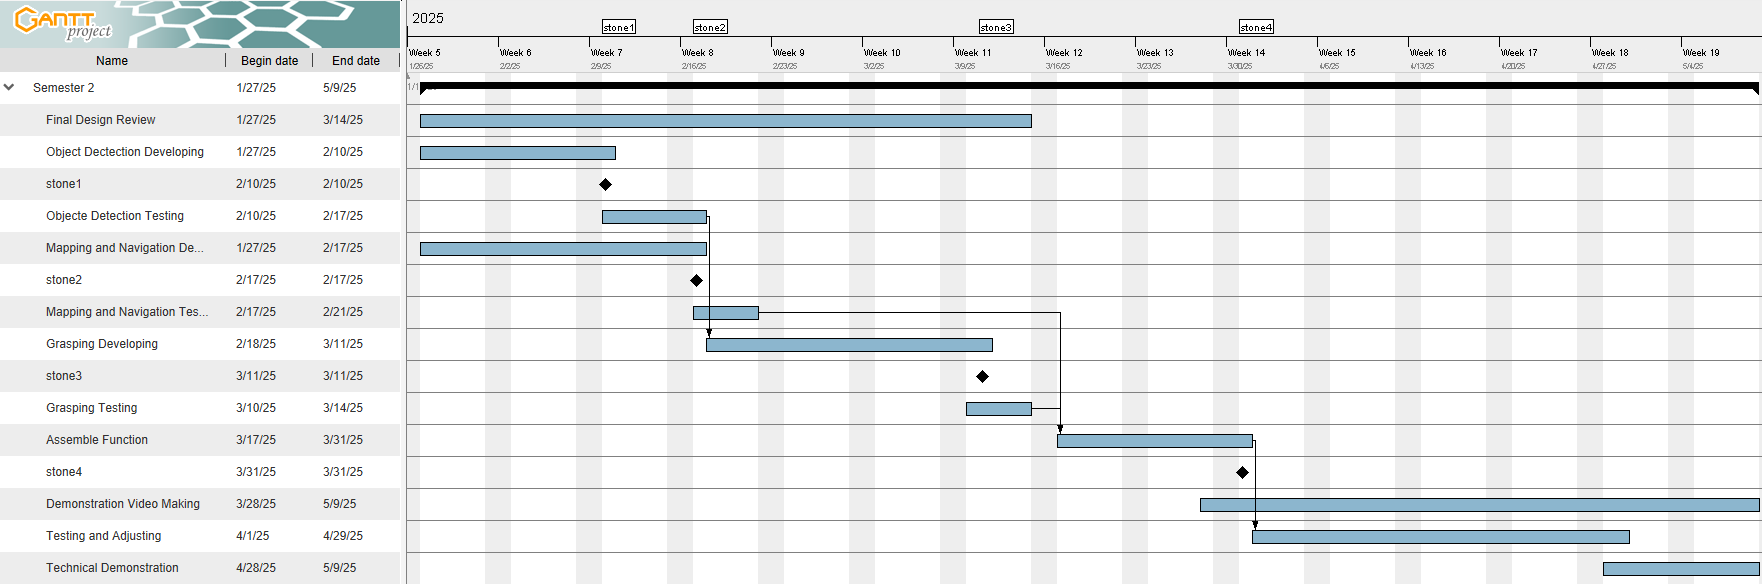 GANTT
project
2025
stone1 stone2 stone3 stone4
Name Begin date End date
Week 5 Week 6 Week 7 Week 8 Week 9 Week 10 Week 11 Week 12 Week 13 Week 14 Week 15 Week 16 Week 17 Week 18 Week 19
1/26/25 2/2/25 2/9/25 2/16/25 2/23/25 3/2/25 3/9/25 3/16/25 3/23/25 3/30/25 4/6/25 4/13/25 4/20/25 4/27/25 5/4/25
Semester 2 1/27/25 5/9/25
Final Design Review 1/27/25 3/14/25
Object Dectection Developing 1/27/25 2/10/25
stone1 2/10/25 2/10/25
Objecte Detection Testing 2/10/25 2/17/25
Mapping and Navigation De... 1/27/25 2/17/25
stone2 2/17/25 2/17/25
Mapping and Navigation Tes... 2/17/25 2/21/25
Grasping Developing 2/18/25 3/11/25
stone3 3/11/25 3/11/25
Grasping Testing 3/10/25 3/14/25
Assemble Function 3/17/25 3/31/25
stone4 3/31/25 3/31/25
Demonstration Video Making 3/28/25 5/9/25
Testing and Adjusting 4/1/25 4/29/25
Technical Demonstration 4/28/25 5/9/25